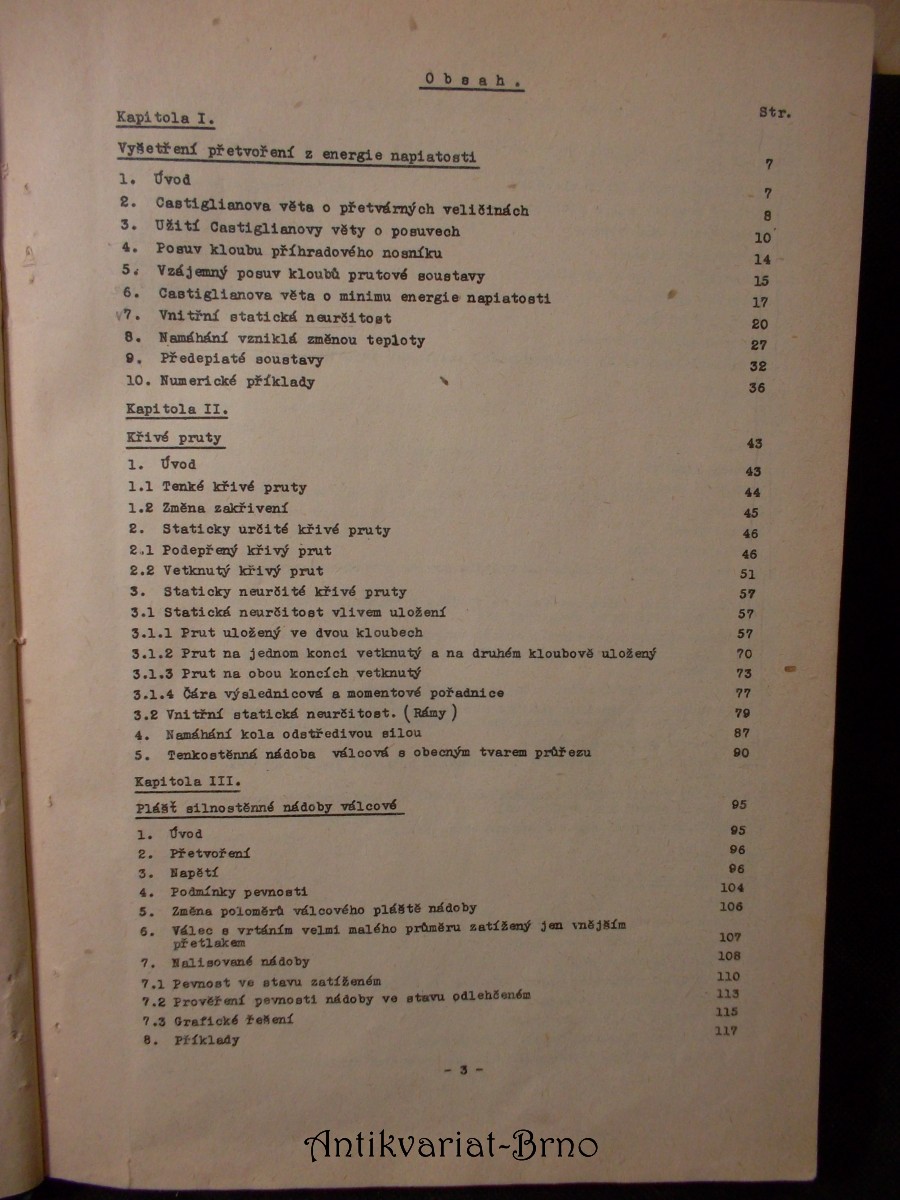 Obsah.
Str.
Kapitola I.
Vyšetření přetvoření z energie napiatosti 7
1. Úvod 7
2. Castiglianova věta o přetvárných veličinách 8
3. Užití Castiglianovy věty o posuvech 10
4. Posuv kloubu příhradového nosníku 14
5. Vzájemný posuv kloubů prutové soustavy 15
6. Castiglianova věta o minimu energie napiatosti 17
7. Vnitřní statická neurčitost 20
8. Namáhání vzniklá změnou teploty 27
9. Předepiaté soustavy 32
10. Numerické příklady 36
Kapitola II.
Křivé pruty 43
1. Úvod 43
1.1 Tenké křivé pruty 44
1.2 Změna zakřivení 45
2. Staticky určité křivé pruty 46
2.1 Podepřený křivý prut 46
2.2 Vetknutý křivý prut 51
3. Staticky neurčité křivé pruty 57
3.1 Statická neurčitost vlivem uložení 57
3.1.1 Prut uložený ve dvou kloubech 57
3.1.2 Prut na jednom konci vetknutý a na druhém kloubově uložený 70
3.1.3 Prut na obou koncích vetknutý 73
3.1.4 Čára výslednicová a momentové pořadnice 77
3.2 Vnitřní statická neurčitost. (Rámy) 79
4. Namáhání kola odstředivou silou 87
5. Tenkostěnná nádoba válcová s obecným tvarem průřezu 90
Kapitola III.
Plášť silnostěnné nádoby válcové 95
1. Úvod 95
2. Přetvoření 96
3. Napětí 96
4. Podmínky pevnosti 104
5. Změna poloměrů válcového pláště nádoby 106
6. Válec s vrtáním velmi malého průměru zatížený jen vnějším
přetlakem 107
7. Nalisované nádoby 108
7.1 Pevnost ve stavu zatíženém 110
7.2 Prověření pevnosti nádoby ve stavu odlehčeném 113
7.3 Grafické řešení 115
8. Příklady 117
- 3 -
Antikvariat-Brno